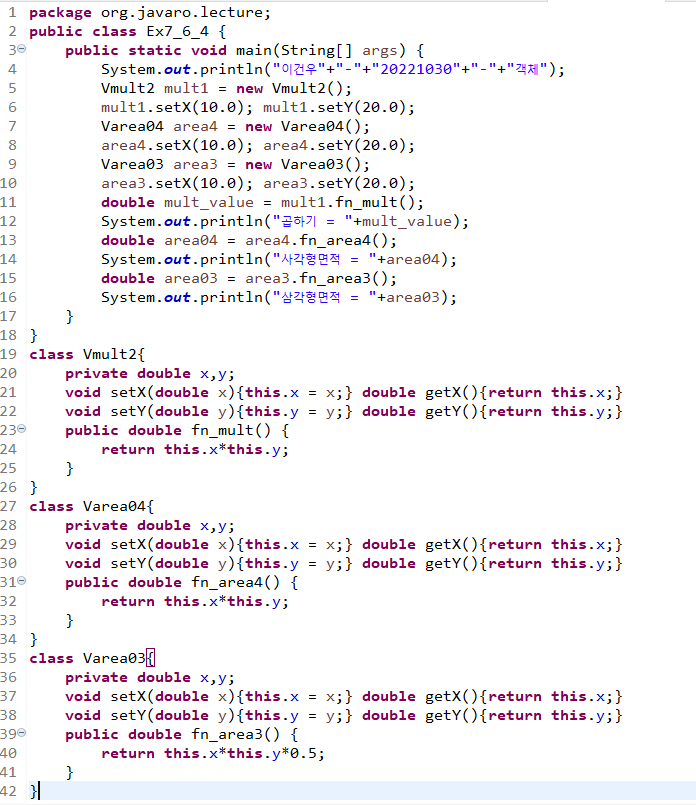 1 package org.javaro.lecture;
2 public class Ex7_6_4 {
3 public static void main(String[] args) {
4 System.out.println("이건우"+"-"+"20221030"+"-"+"객체");
5 Vmult2 mult1 = new Vmult2();
6 mult1.setX(10.0); mult1.setY(20.0);
7 Varea04 area4 = new Varea04();
8 area4.setX(10.0); area4.setY(20.0);
9 Varea03 area3 = new Varea03();
10 area3.setX(10.0); area3.setY(20.0);
11 double mult_value = mult1.fn_mult();
12 System.out.println("곱하기 = "+mult_value);
13 double area04 = area4.fn_area4();
14 System.out.println("사각형면적 = "+area04);
15 double area03 = area3.fn_area3();
16 System.out.println("삼각형면적 = "+area03);
17 }
18 }
19 class Vmult2{
20 private double x,y;
21 void setX(double x){this.x = x;} double getX(){return this.x;}
22 void setY(double y){this.y = y;} double getY(){return this.y;}
23 public double fn_mult() {
24 return this.x*this.y;
25 }
26 }
27 class Varea04{
28 private double x,y;
29 void setX(double x){this.x = x;} double getX(){return this.x;}
30 void setY(double y){this.y = y;} double getY(){return this.y;}
31 public double fn_area4() {
32 return this.x*this.y;
33 }
34 }
35 class Varea03{
36 private double x,y;
37 void setX(double x){this.x = x;} double getX(){return this.x;}
38 void setY(double y){this.y = y;} double getY(){return this.y;}
39 public double fn_area3() {
40 return this.x*this.y*0.5;
41 }
42 }